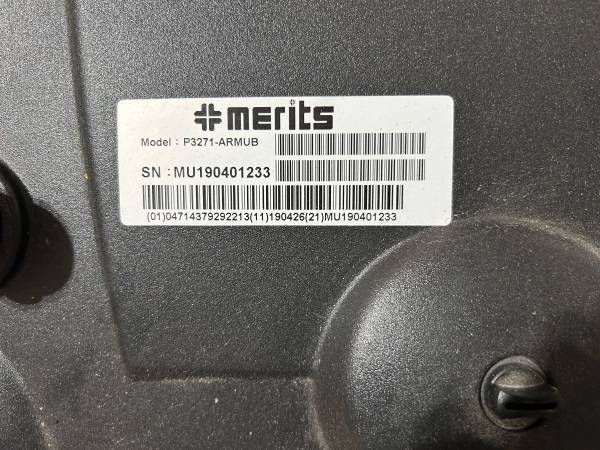 merits
Model : P3271-ARMUB
SN : MU190401233
(01)04714379292213(11)190426(21)MU190401233